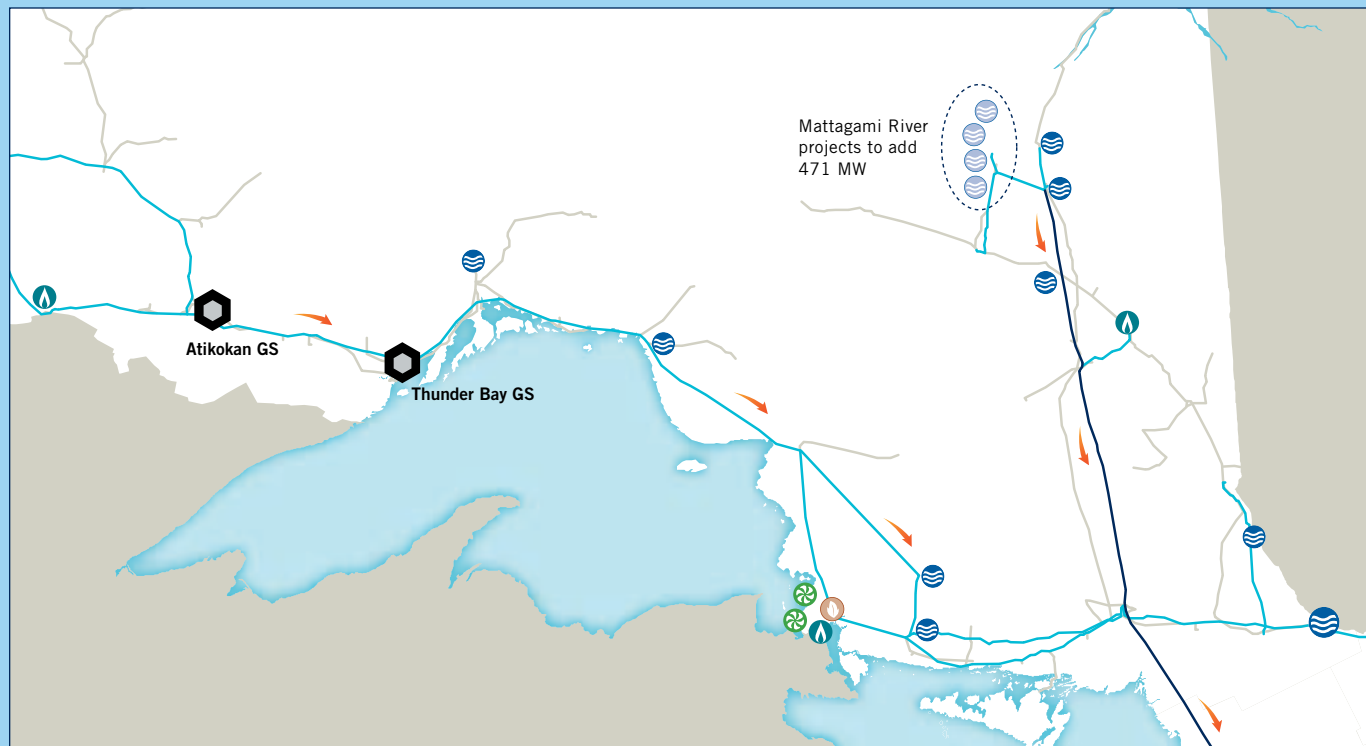 Mattagami River
projects to add
471 MW
Atikokan GS
Thunder Bay GS